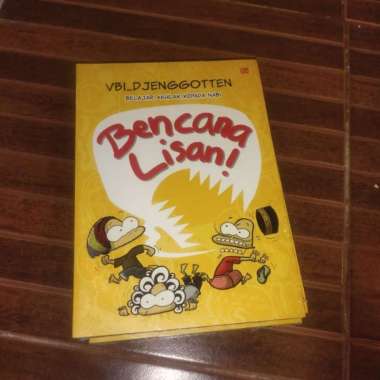 VBI_DJENGGOTTEN
BELAJAR AKHLAK KEPADA NABI
Bencana
Lisan!